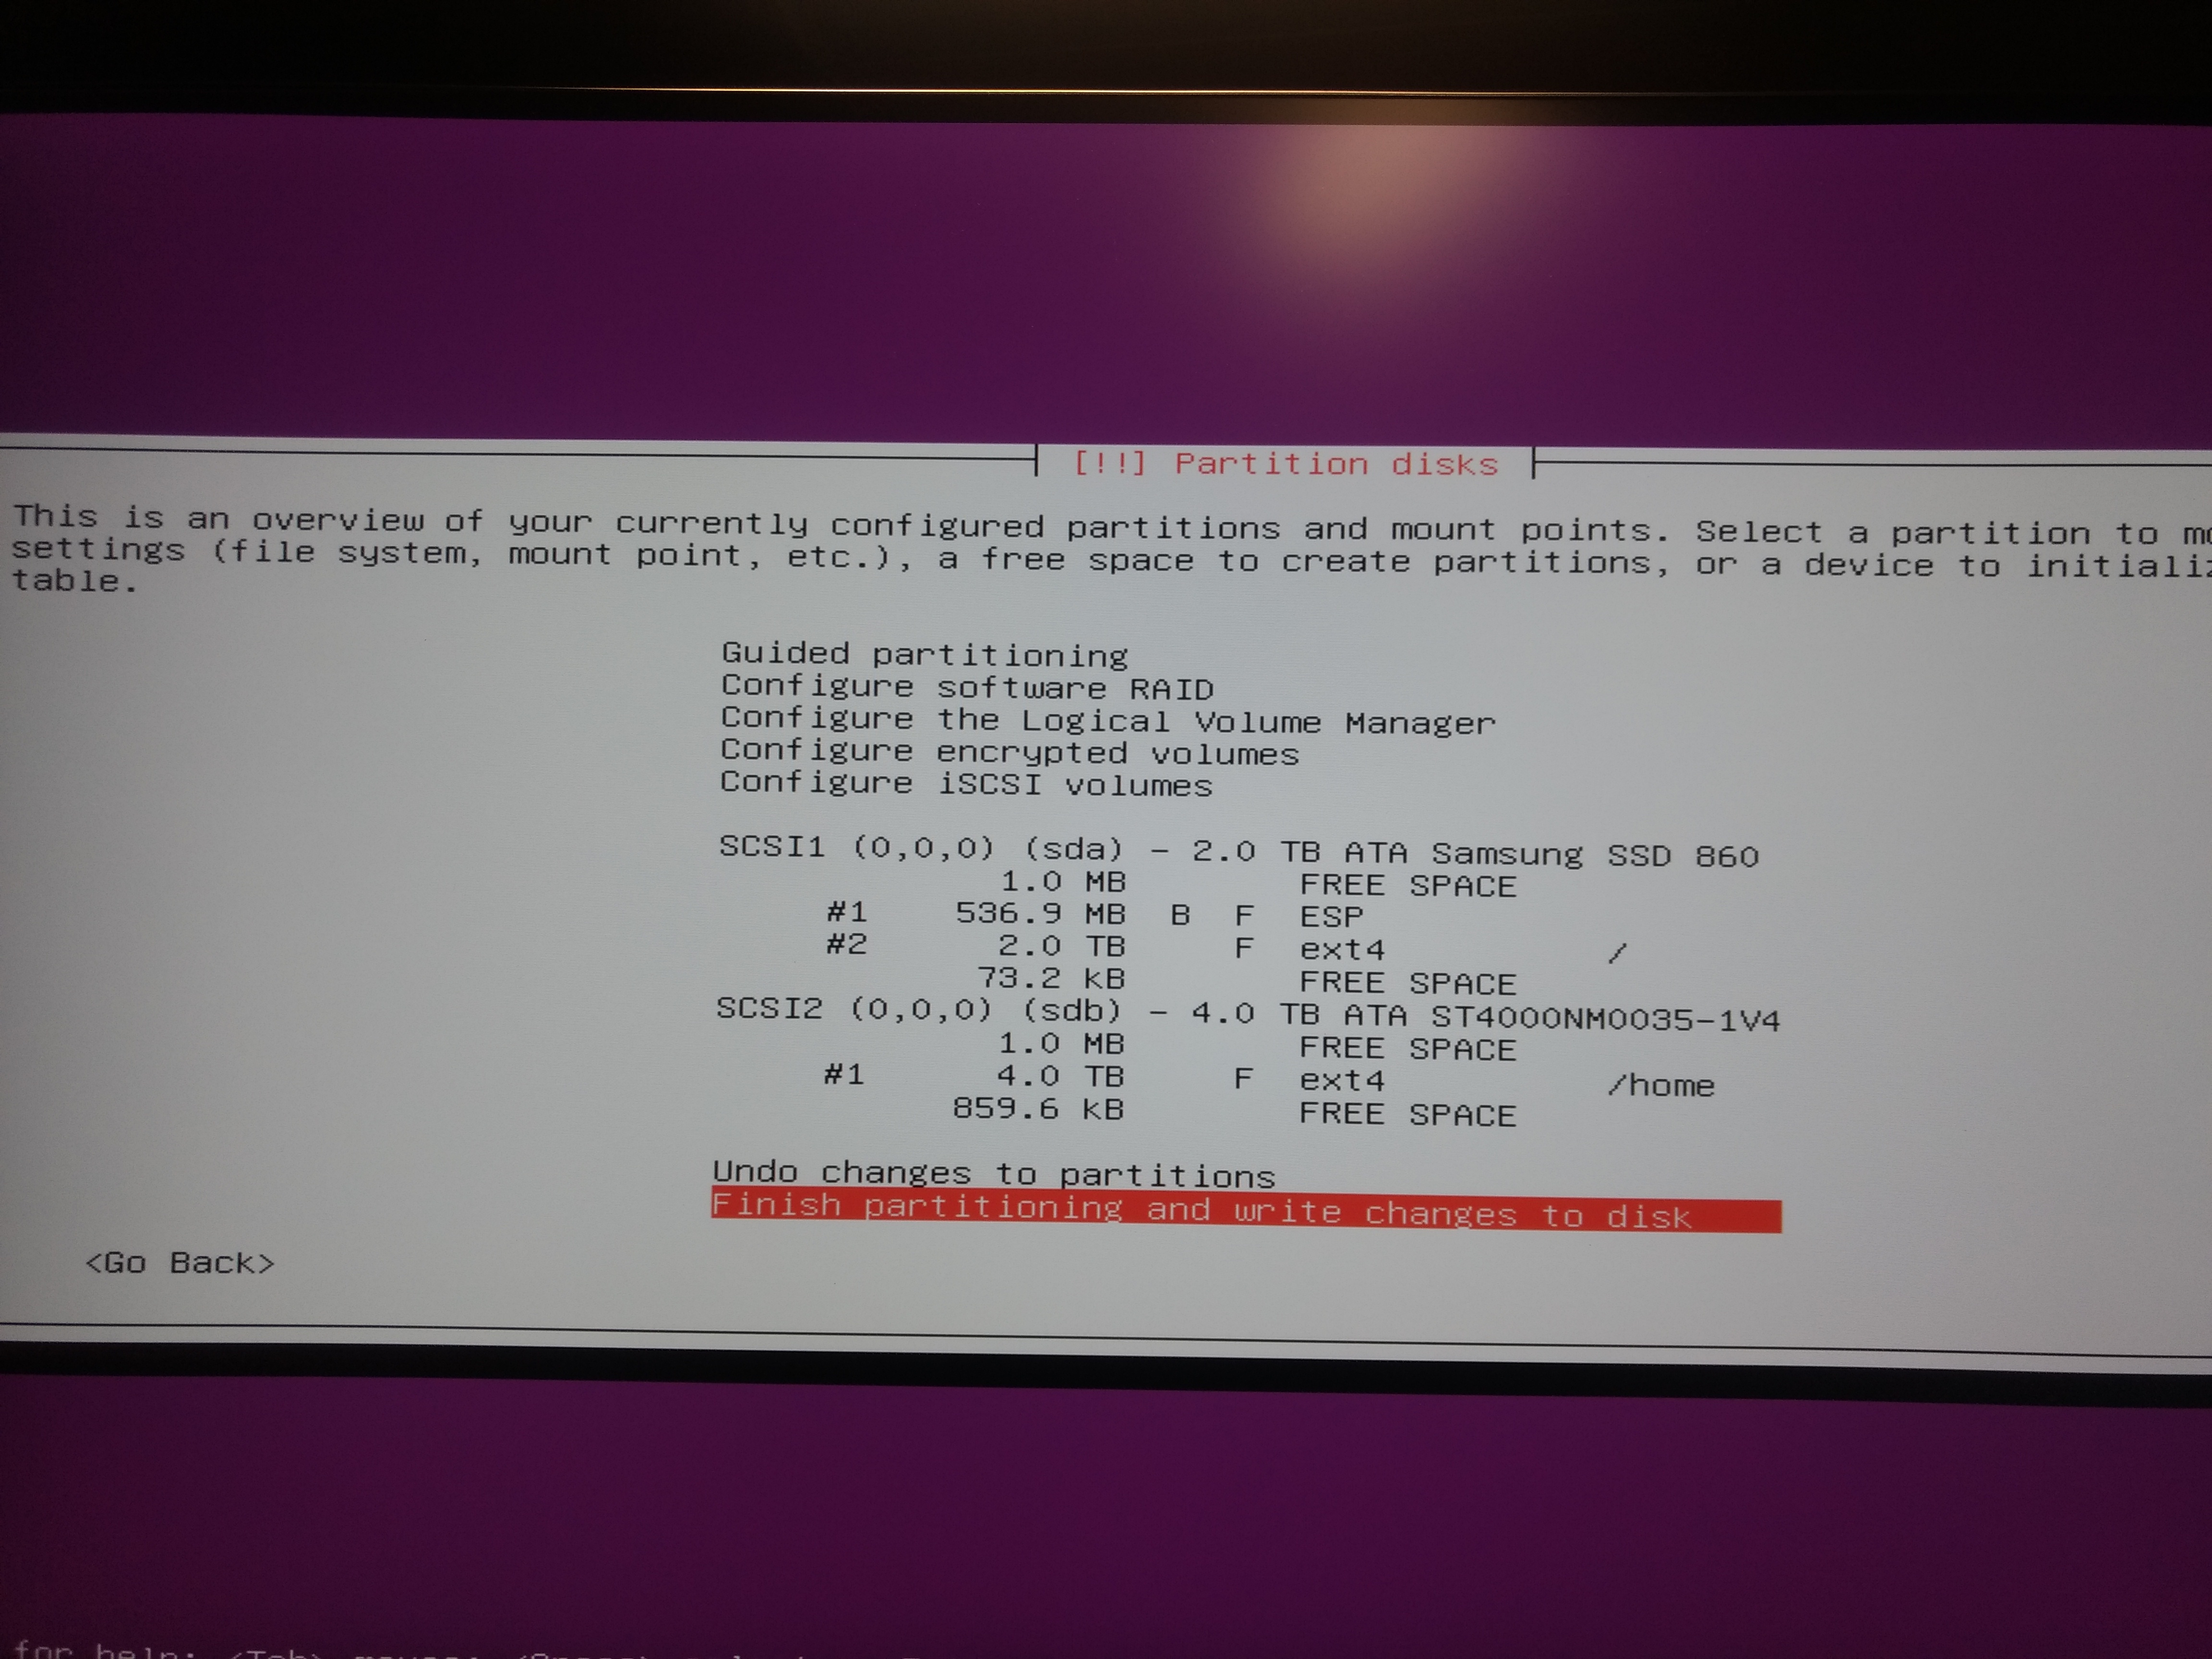 [!!] Partition disks
This is an overview of your currently configured partitions and mount points. Select a partition to
settings (file system, mount point, etc.), a free space to create partitions, or a device to
table.
Guided partitioning
Configure software RAID
Configure the Logical Volume Manager
Configure encrypted volumes
Configure iSCSI volumes
SCSI1 (0,0,0) (sda) - 2.0 TB ATA Samsung SSD 860
1.0 MB FREE SPACE
#1 536.9 MB B F ESP
#2 2.0 TB F ext4 /
73.2 kB FREE SPACE
SCSI2 (0,0,0) (sdb) - 4.0 TB ATA ST4000NM0035-1V4
1.0 MB FREE SPACE
#1 4.0 TB F ext4 /home
859.6 kB FREE SPACE
Undo changes to partitions
Finish partitioning and write changes to disk
<Go Back>
for help; <Tab>